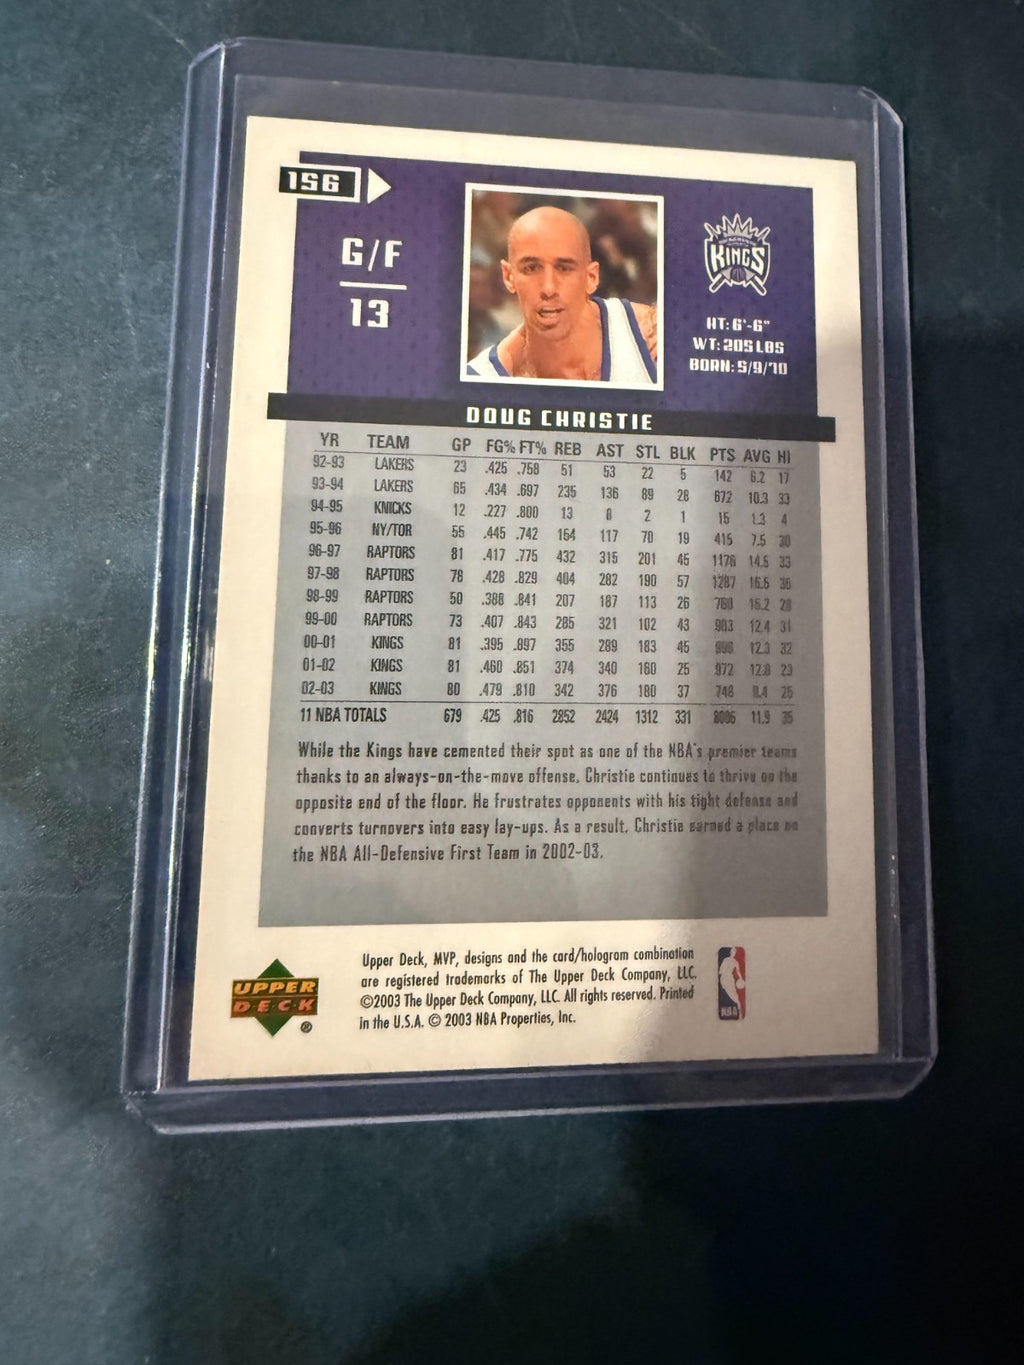 156
G/F
13
KINGS
HT: 6'-6"
WT: 205 LBS
BORN: 5/9/70
DOUG CHRISTIE
YR TEAM GP FG% FT% REB AST STL BLK PTS AVG HI
92-93 LAKERS 23 .425 .758 51 53 22 5 142 6.2 17
93-94 LAKERS 65 .434 .697 235 136 89 28 672 10.3 33
94-95 KNICKS 12 .227 .800 13 8 2 1 15 1.3 4
95-96 NY/TOR 55 .445 .742 154 117 70 19 415 7.5 30
96-97 RAPTORS 81 .417 .775 432 315 201 45 1176 14.5 33
97-98 RAPTORS 78 .428 .829 404 282 190 57 1287 16.5 36
98-99 RAPTORS 50 .388 .841 207 187 113 26 760 15.2 28
99-00 RAPTORS 73 .407 .843 285 321 102 43 903 12.4 31
00-01 KINGS 81 .395 .897 355 289 183 45 12.3 32
01-02 KINGS 81 .460 .851 374 340 160 25 972 12.0 23
02-03 KINGS 80 .479 .810 342 376 180 37 748 9.4 25
11 NBA TOTALS 679 .425 .816 2852 2424 1312 331 11.9 36
While the Kings have cemented their spot as one of the NBA's premier teams
thanks to an always-on-the-move offense, Christie continues to thrive on the
opposite end of the floor. He frustrates opponents with his tight defense and
converts turnovers into easy lay-ups. As a result, Christie earned a place on
the NBA All-Defensive First Team in 2002-03.
UPPER
DECK
®
Upper Deck, MVP, designs and the card/hologram combination
are registered trademarks of The Upper Deck Company, LLC.
©2003 The Upper Deck Company, LLC. All rights reserved. Printed
in the U.S.A. © 2003 NBA Properties, Inc.
NBA